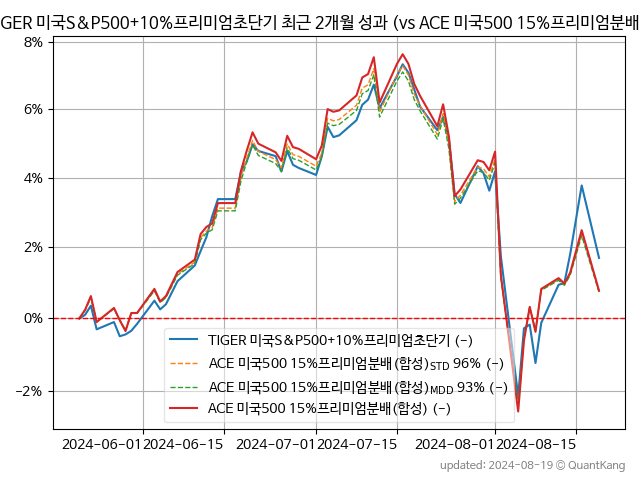 GER 미국S&P500+10%프리미엄초단기 최근 2개월 성과 (vs ACE 미국500 15%프리미엄분배
8%
6%
4%
2%
0%
−2%
TIGER 미국S&P500+10%프리미엄초단기 (-)
ACE 미국500 15%프리미엄분배(합성)STD 96% (-)
ACE 미국500 15%프리미엄분배(합성)MDD 93% (-)
ACE 미국500 15%프리미엄분배(합성) (-)
2024-06-01 2024-06-15 2024-07-01 2024-07-15 2024-08-01 2024-08-15
updated: 2024-08-19 © QuantKang